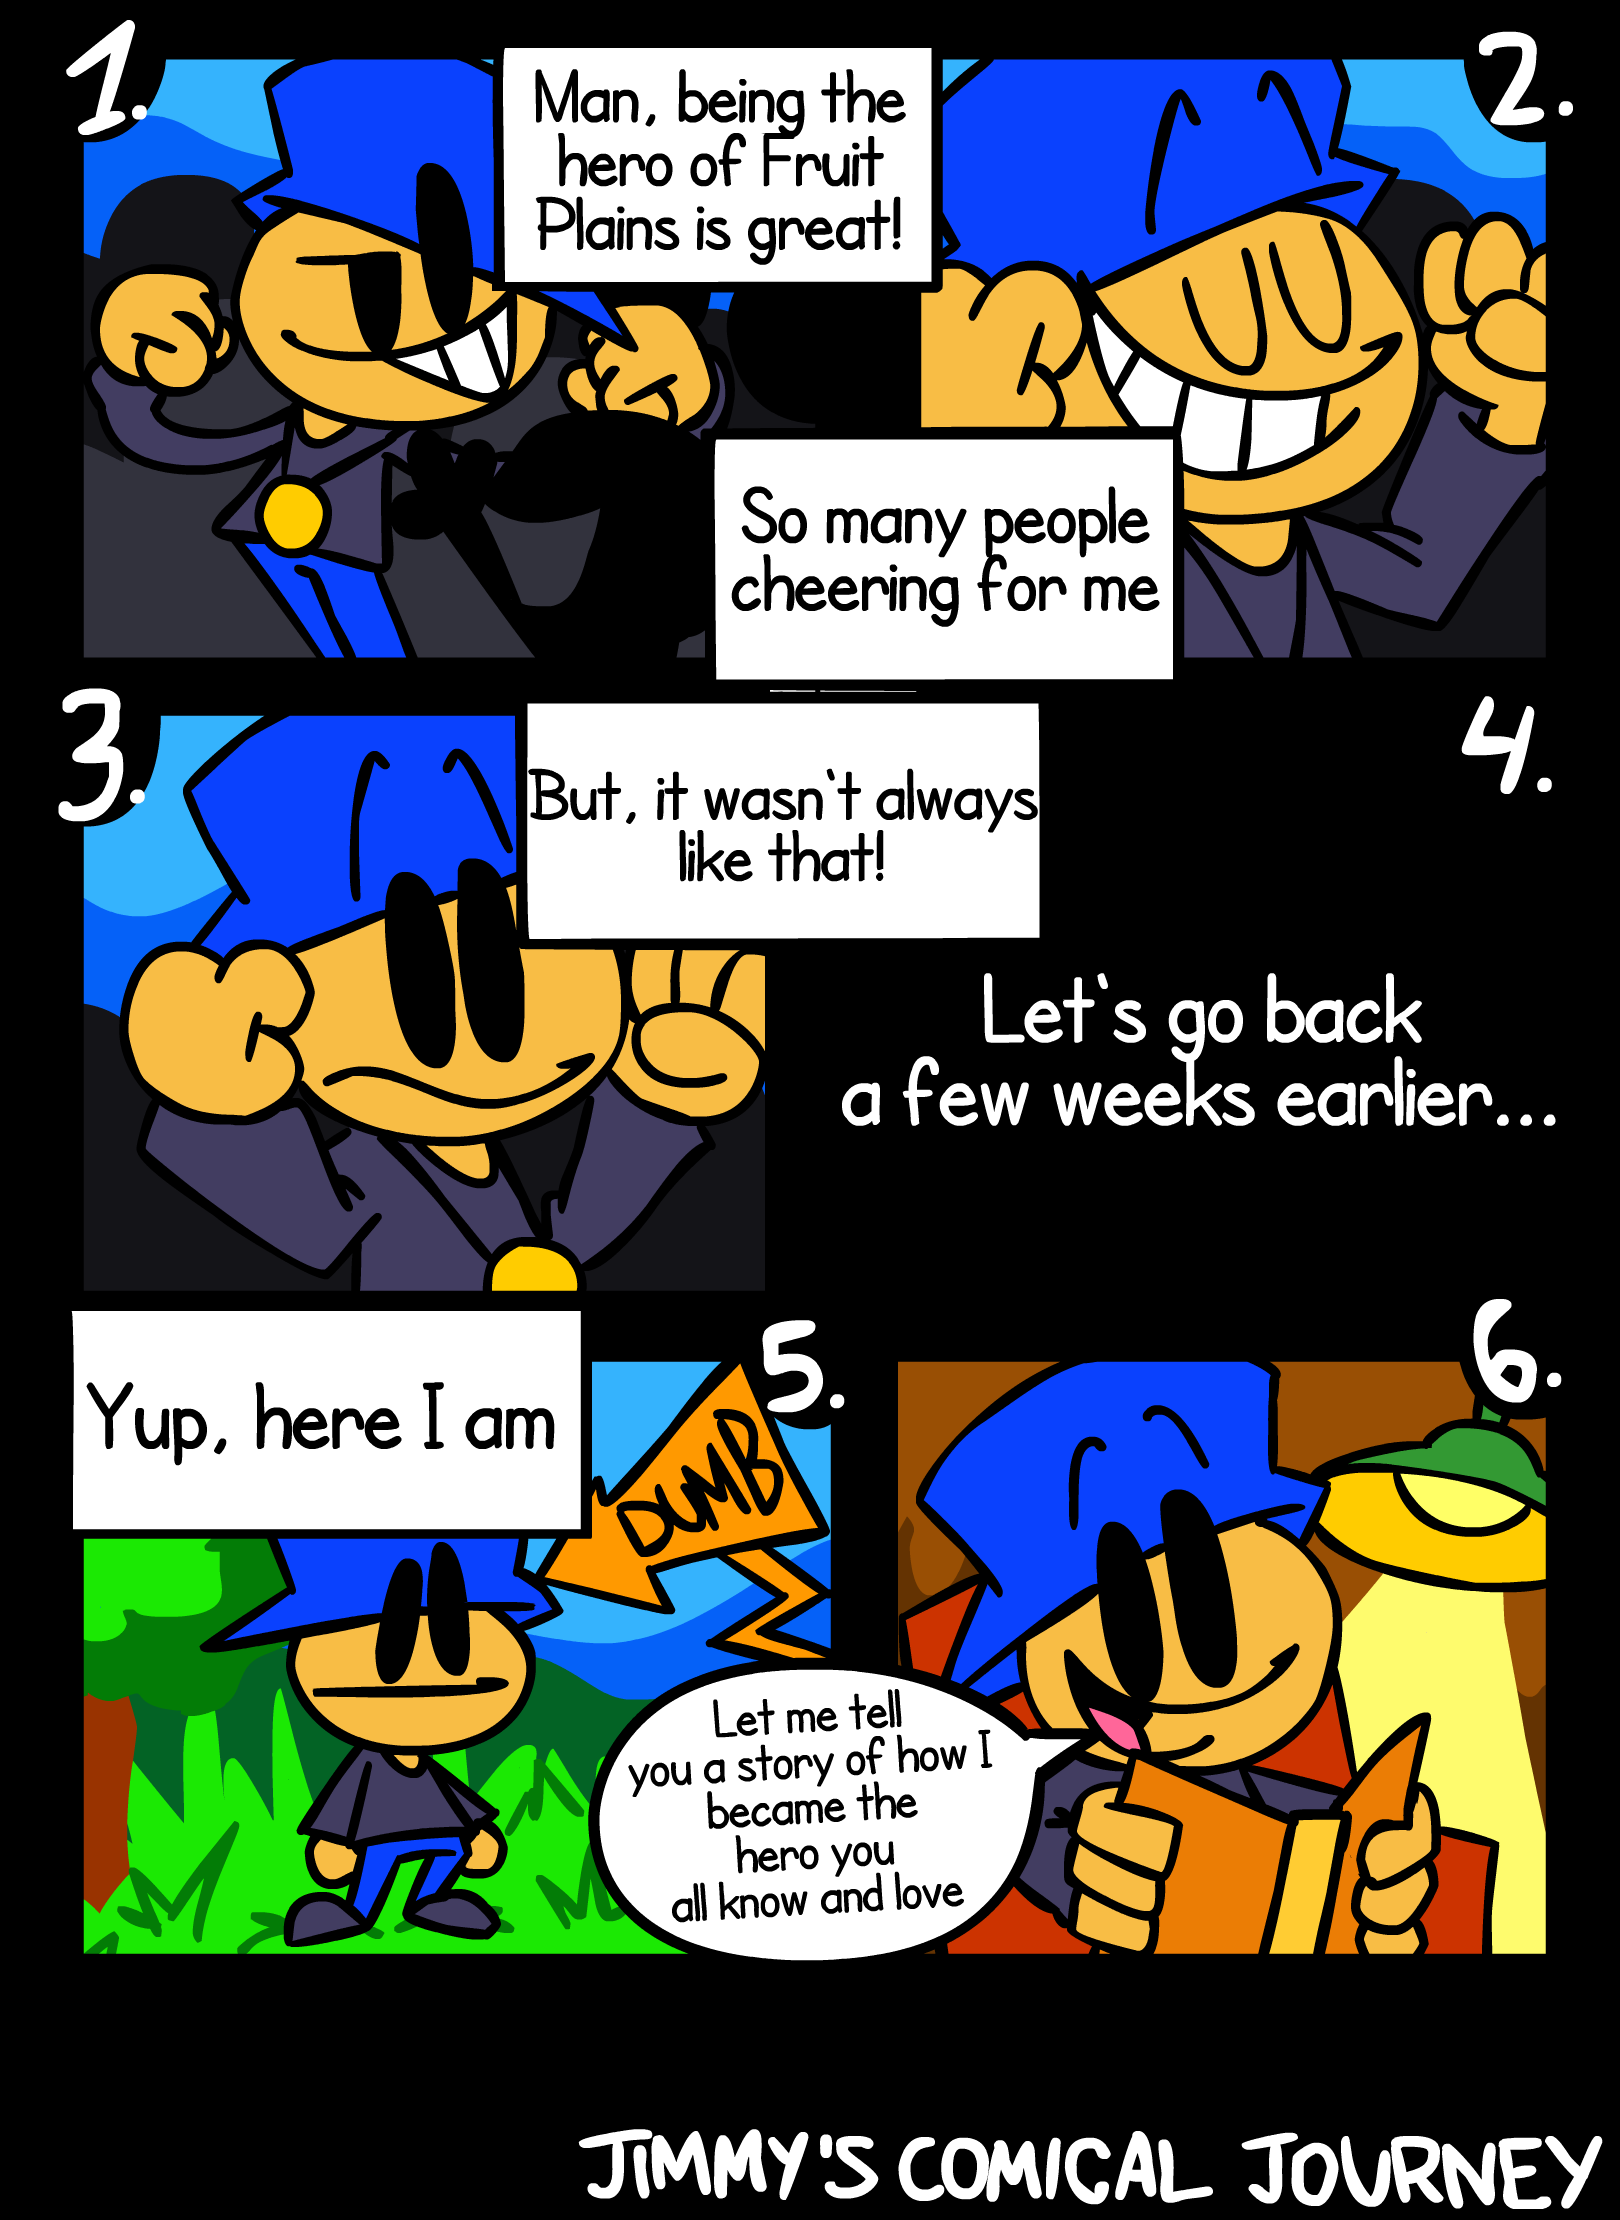 1.
Man, being the
hero of Fruit
Plains is great!
2.
So many people
cheering for me
3.
But, it wasn't always
like that!
4.
Let's go back
a few weeks earlier...
Yup, here I am
5.
DUMB
6.
Let me tell
you a story of how I
became the
hero you
all know and love
JIMMY'S COMICAL JOURNEY